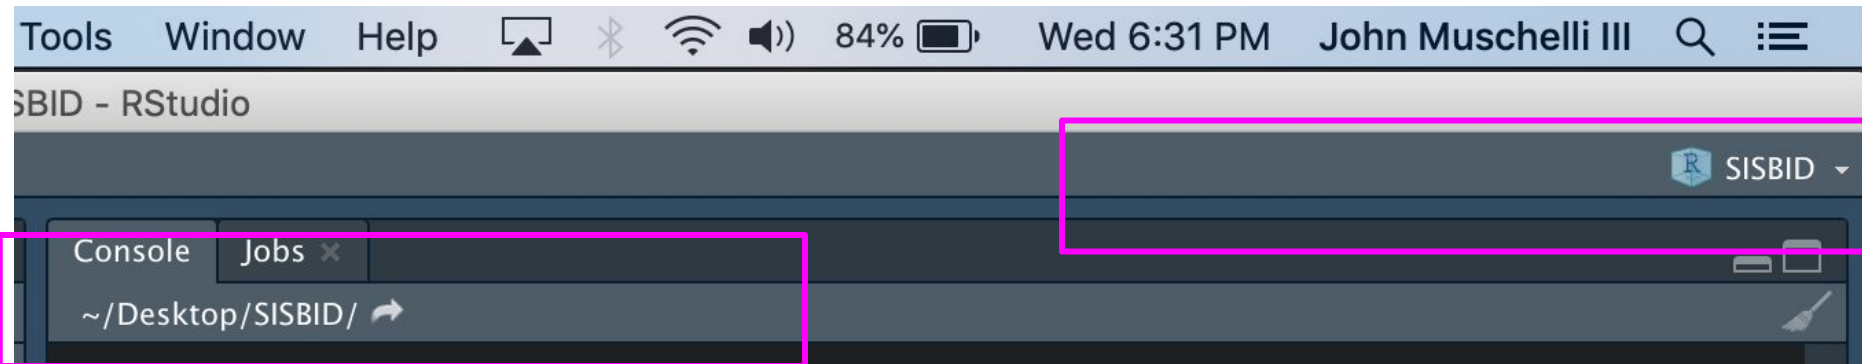 Tools Window Help 84% Wed 6:31 PM John Muschelli III
SBID - RStudio
R SISBID
Console Jobs
~/Desktop/SISBID/